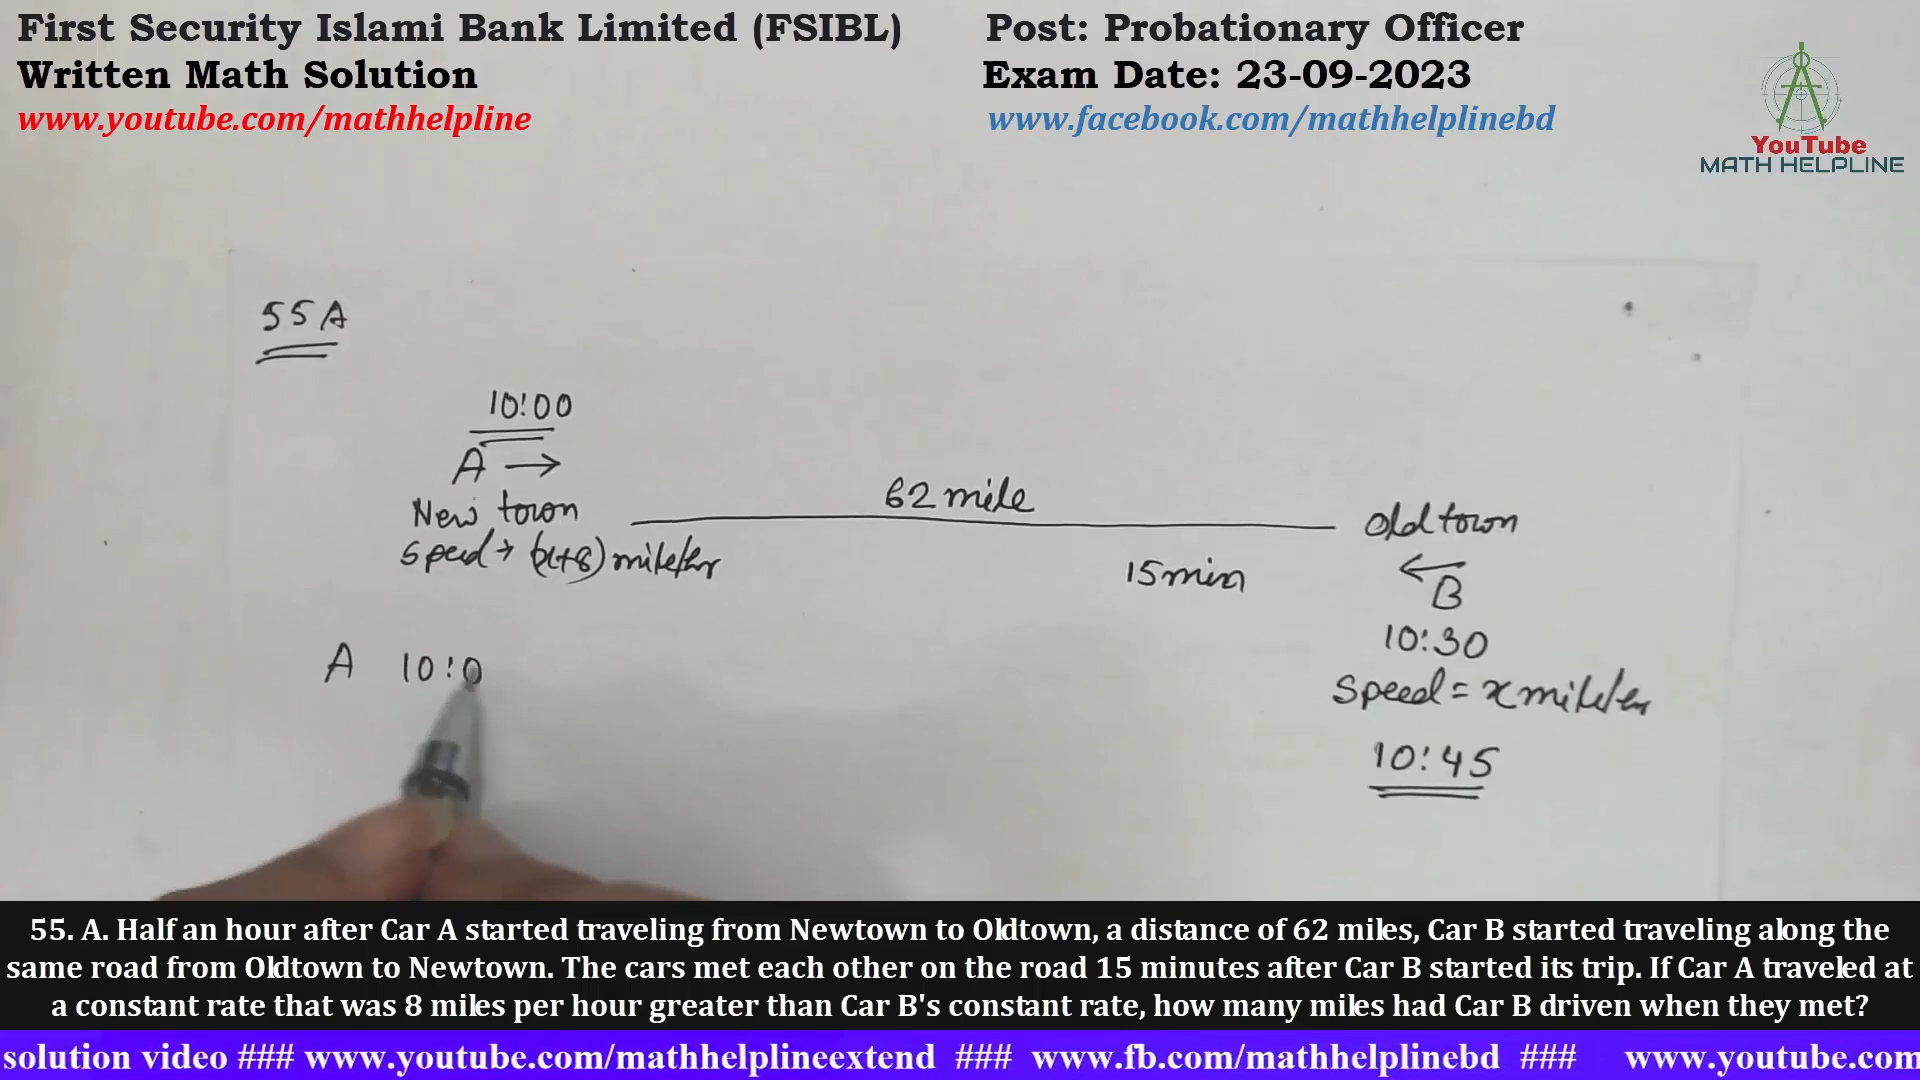 First Security Islami Bank Limited (FSIBL) Post: Probationary Officer
Written Math Solution Exam Date: 23-09-2023
www.youtube.com/mathhelpline www.facebook.com/mathhelplinebd
YouTube
MATH HELPLINE
55A
10:00
A →
New town
Speed → (x+8) mile/hr
62 mile
15 min
Old town
←
B
10:30
Speed = x mile/hr
10:45
A 10:0
55. A. Half an hour after Car A started traveling from Newtown to Oldtown, a distance of 62 miles, Car B started traveling along the
same road from Oldtown to Newtown. The cars met each other on the road 15 minutes after Car B started its trip. If Car A traveled at
a constant rate that was 8 miles per hour greater than Car B's constant rate, how many miles had Car B driven when they met?
solution video ### www.youtube.com/mathhelplineextend ### www.fb.com/mathhelplinebd ### www.youtube.com